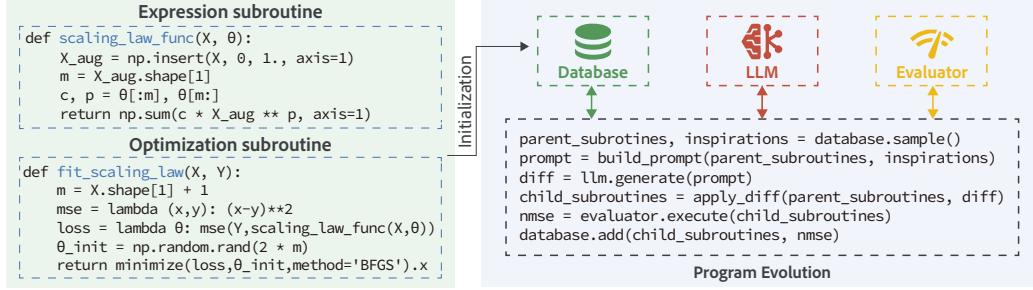 Expression subroutine
def scaling_law_func(X, θ):
X_aug = np.insert(X, 0, 1., axis=1)
m = X_aug.shape[1]
c, p = θ[:m], θ[m:]
return np.sum(c * X_aug ** p, axis=1)
Optimization subroutine
def fit_scaling_law(X, Y):
m = X.shape[1] + 1
mse = lambda (x,y): (x-y)**2
loss = lambda θ: mse(Y,scaling_law_func(X,θ))
θ_init = np.random.rand(2 * m)
return minimize(loss,θ_init,method='BFGS').x
Initialization
Database
LLM
Evaluator
parent_subrotines, inspirations = database.sample()
prompt = build_prompt(parent_subroutines, inspirations)
diff = llm.generate(prompt)
child_subroutines = apply_diff(parent_subroutines, diff)
nmse = evaluator.execute(child_subroutines)
database.add(child_subroutines, nmse)
Program Evolution